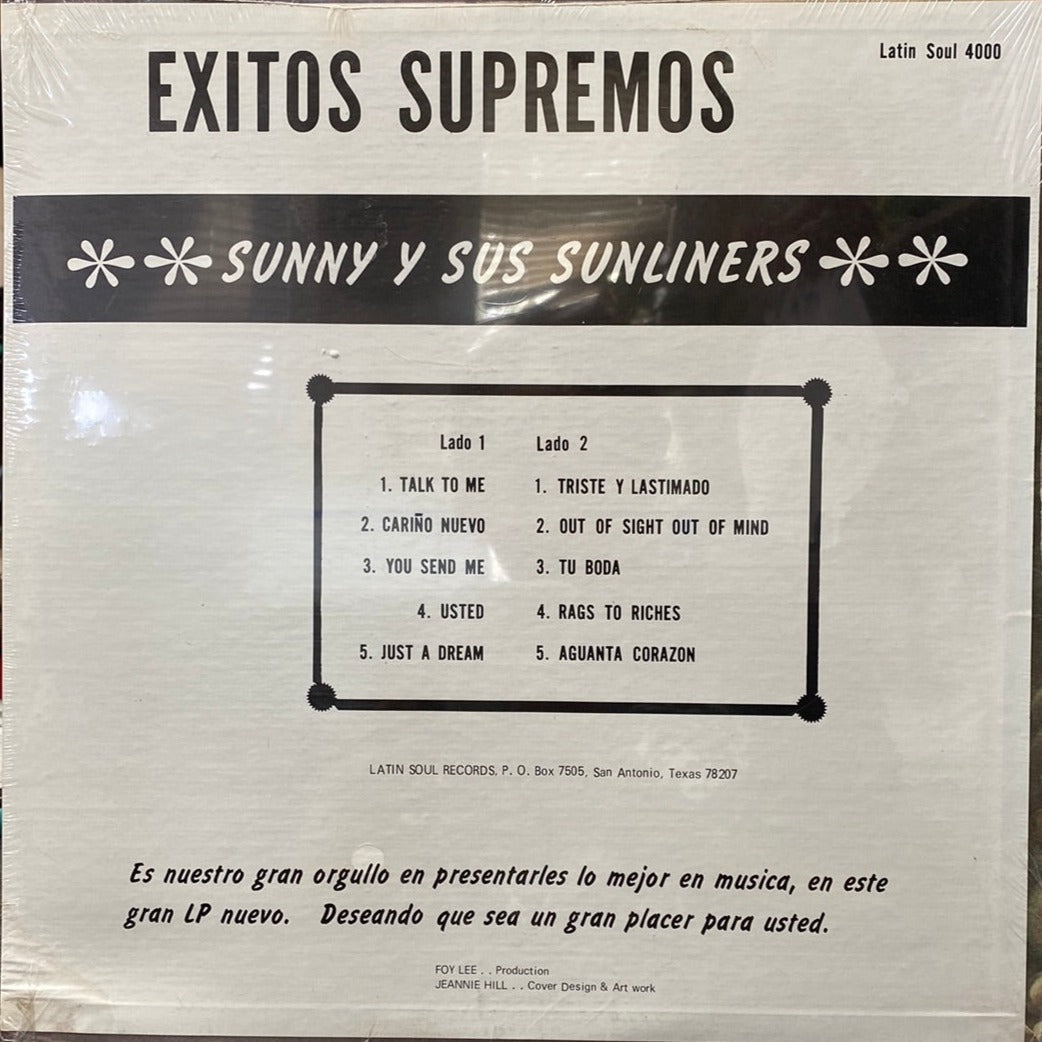 Latin Soul 4000
EXITOS SUPREMOS
SUNNY Y SUS SUNLINERS
Lado 1
1. TALK TO ME
2. CARIÑO NUEVO
3. YOU SEND ME
4. USTED
5. JUST A DREAM
Lado 2
1. TRISTE Y LASTIMADO
2. OUT OF SIGHT OUT OF MIND
3. TU BODA
4. RAGS TO RICHES
5. AGUANTA CORAZON
LATIN SOUL RECORDS, P. O. Box 7505, San Antonio, Texas 78207
Es nuestro gran orgullo en presentarles lo mejor en musica, en este
gran LP nuevo. Deseando que sea un gran placer para usted.
FOY LEE . . Production
JEANNIE HILL . . Cover Design & Art work